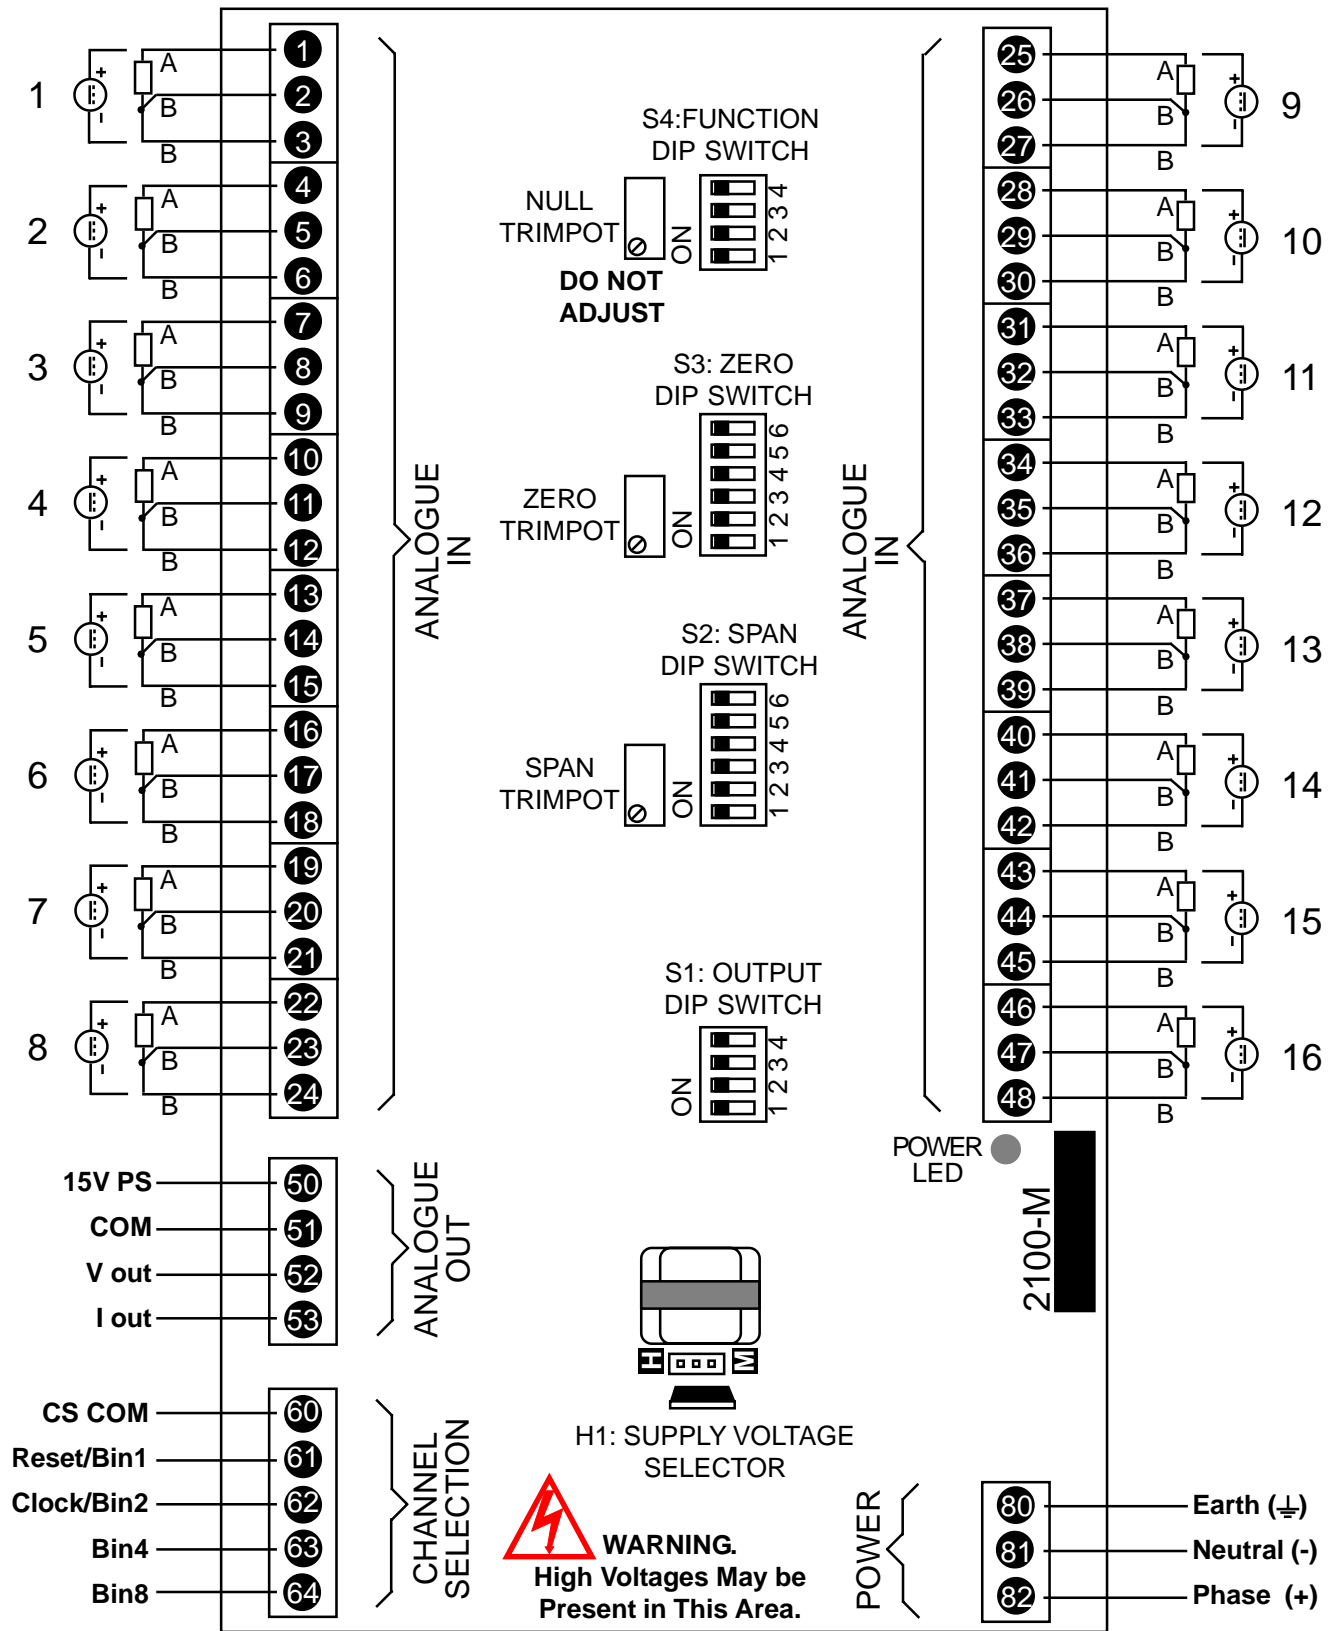 1
A
B
B
1
2
3
2
A
B
B
4
5
6
3
A
B
B
7
8
9
4
A
B
B
10
11
12
5
A
B
B
13
14
15
6
A
B
B
16
17
18
7
A
B
B
19
20
21
8
A
B
B
22
23
24
ANALOGUE
IN
S4:FUNCTION
DIP SWITCH
NULL
TRIMPOT
DO NOT
ADJUST
ON
1 2 3 4
S3: ZERO
DIP SWITCH
ZERO
TRIMPOT
ON
1 2 3 4 5 6
S2: SPAN
DIP SWITCH
SPAN
TRIMPOT
ON
1 2 3 4 5 6
S1: OUTPUT
DIP SWITCH
ON
1 2 3 4
ANALOGUE
IN
25
26
27
A
B
B
9
28
29
30
A
B
B
10
31
32
33
A
B
B
11
34
35
36
A
B
B
12
37
38
39
A
B
B
13
40
41
42
A
B
B
14
43
44
45
A
B
B
15
46
47
48
A
B
B
16
POWER
LED
2100-M
15V PS 50
COM 51
V out 52
I out 53
ANALOGUE
OUT
H M
H1: SUPPLY VOLTAGE
SELECTOR
CS COM 60
Reset/Bin1 61
Clock/Bin2 62
Bin4 63
Bin8 64
CHANNEL
SELECTION
WARNING.
High Voltages May be
Present in This Area.
POWER
80 Earth (⏚)
81 Neutral (-)
82 Phase (+)